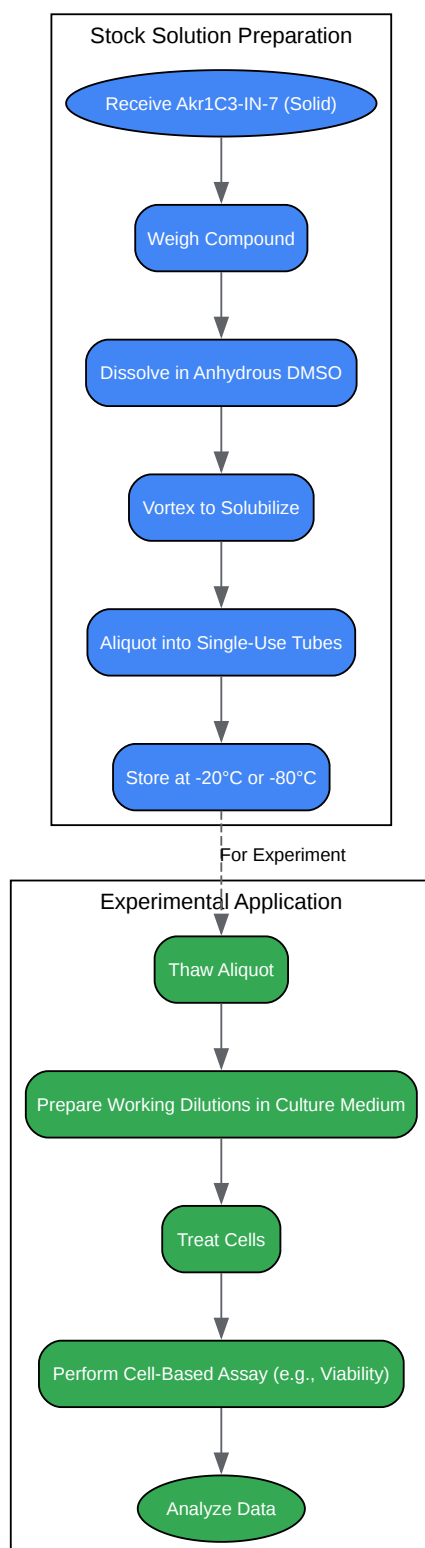 Stock Solution Preparation
Receive Akr1C3-IN-7 (Solid)
Weigh Compound
Dissolve in Anhydrous DMSO
Vortex to Solubilize
Aliquot into Single-Use Tubes
Store at -20°C or -80°C
For Experiment
Experimental Application
Thaw Aliquot
Prepare Working Dilutions in Culture Medium
Treat Cells
Perform Cell-Based Assay (e.g., Viability)
Analyze Data